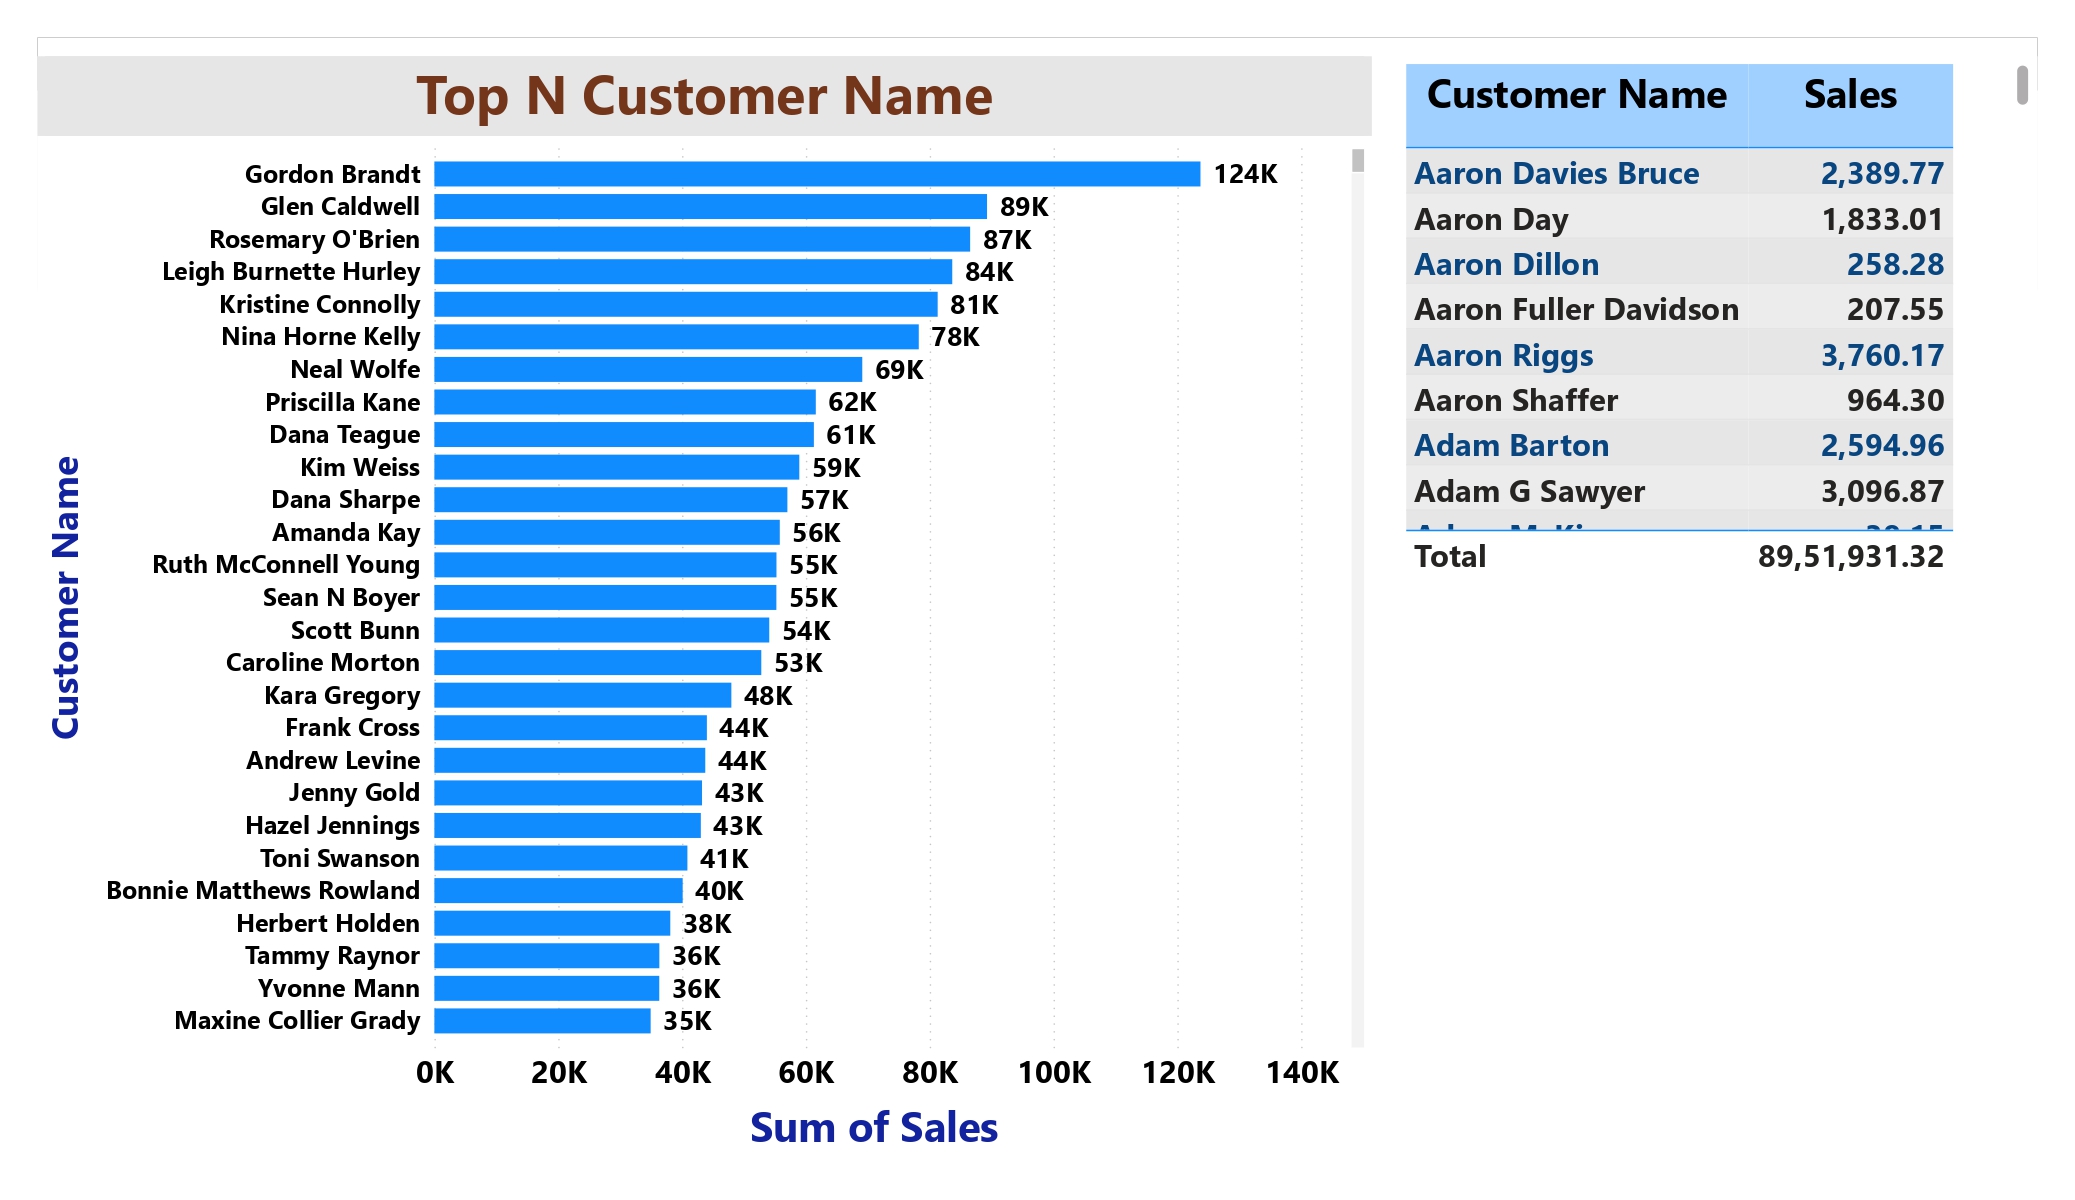 Top N Customer Name
Customer Name
Gordon Brandt 124K
Glen Caldwell 89K
Rosemary O'Brien 87K
Leigh Burnette Hurley 84K
Kristine Connolly 81K
Nina Horne Kelly 78K
Neal Wolfe 69K
Priscilla Kane 62K
Dana Teague 61K
Kim Weiss 59K
Dana Sharpe 57K
Amanda Kay 56K
Ruth McConnell Young 55K
Sean N Boyer 55K
Scott Bunn 54K
Caroline Morton 53K
Kara Gregory 48K
Frank Cross 44K
Andrew Levine 44K
Jenny Gold 43K
Hazel Jennings 43K
Toni Swanson 41K
Bonnie Matthews Rowland 40K
Herbert Holden 38K
Tammy Raynor 36K
Yvonne Mann 36K
Maxine Collier Grady 35K
0K 20K 40K 60K 80K 100K 120K 140K
Sum of Sales
Customer Name Sales
Aaron Davies Bruce 2,389.77
Aaron Day 1,833.01
Aaron Dillon 258.28
Aaron Fuller Davidson 207.55
Aaron Riggs 3,760.17
Aaron Shaffer 964.30
Adam Barton 2,594.96
Adam G Sawyer 3,096.87
Total 89,51,931.32